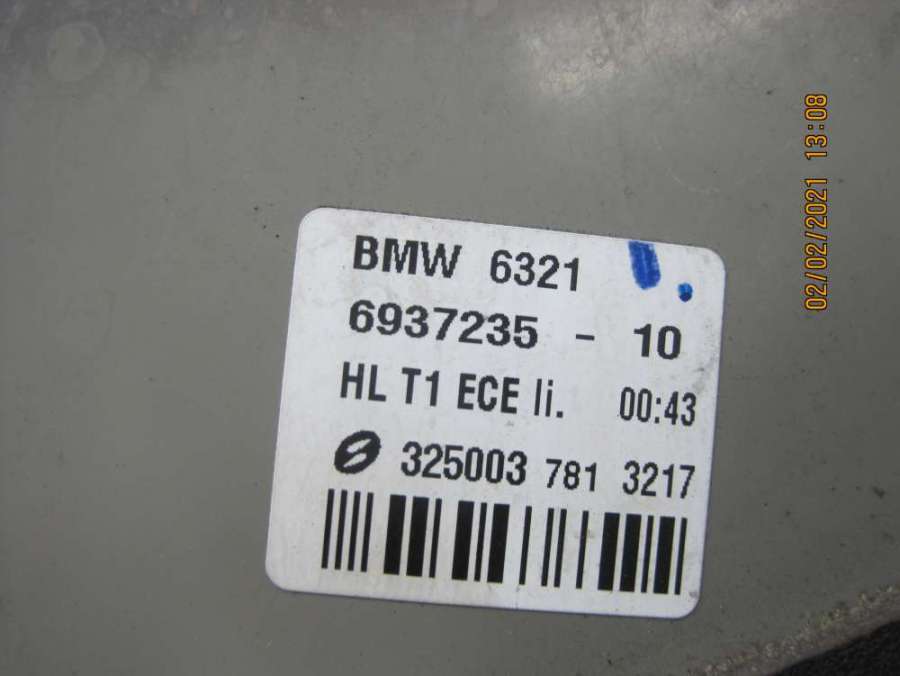 BMW 6321
6937235 - 10
HL T1 ECE li. 00:43
325003 781 3217
02/02/2021 13:08